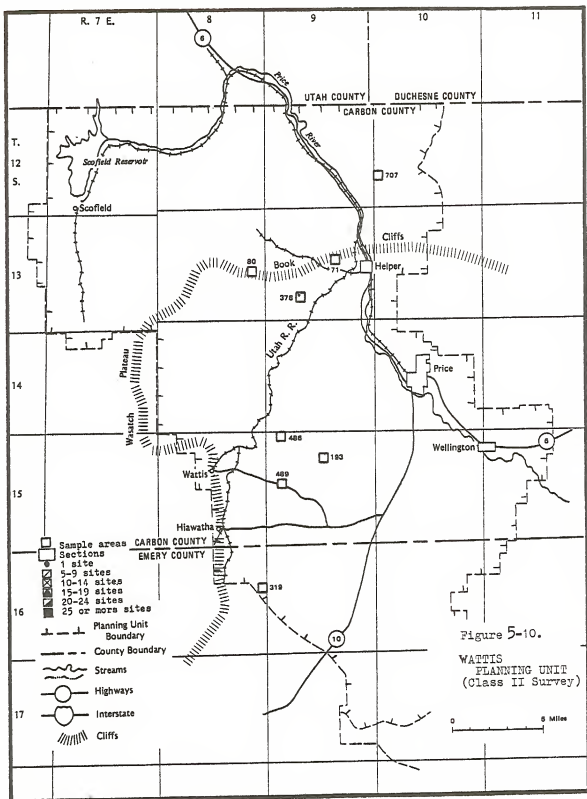 R. 7 E.
8
9
10
11
6
Price
River
UTAH COUNTY
DUCHESNE COUNTY
CARBON COUNTY
T.
12
S.
Scofield Reservoir
Scofield
707
Cliffs
Book
80
71
Helper
13
378
Utah R. R.
Plateau
Wasatch
14
Price
486
193
Wellington
6
Wattis
489
15
Hiawatha
CARBON COUNTY
EMERY COUNTY
Sample areas
Sections
1 site
5-9 sites
10-14 sites
15-19 sites
20-24 sites
25 or mors sites
319
16
10
Planning Unit
Boundary
County Boundary
Streams
Highways
Interstate
Cliffs
17
Figure 5-10.
WATTIS
PLANNING UNIT
(Class II Survey)
0
6 Miles